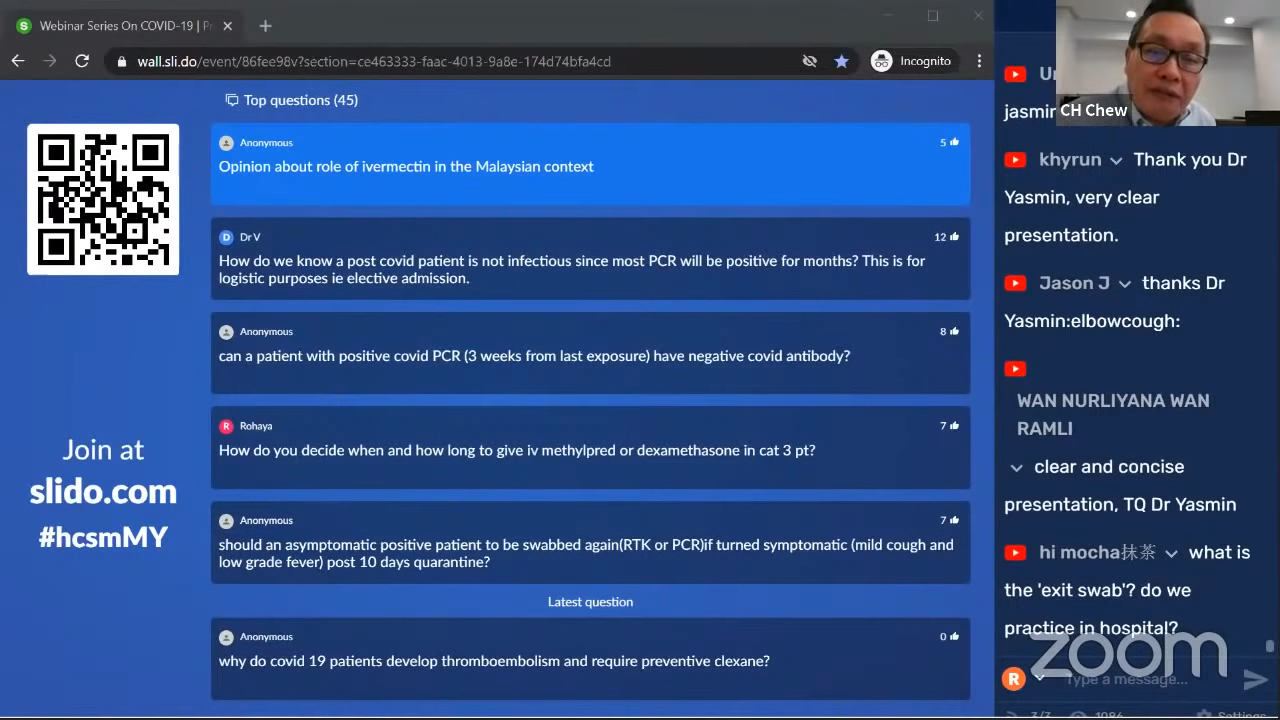 Webinar Series On COVID-19 | Pr
wall.sli.do/event/86fee98v?section=ce463333-faac-4013-9a8e-174d74bfa4cd
Incognito
Top questions (45)
Anonymous
5
Opinion about role of ivermectin in the Malaysian context
D
Dr V
12
How do we know a post covid patient is not infectious since most PCR will be positive for months? This is for
logistic purposes ie elective admission.
Anonymous
8
can a patient with positive covid PCR (3 weeks from last exposure) have negative covid antibody?
R
Rohaya
7
How do you decide when and how long to give iv methylpred or dexamethasone in cat 3 pt?
Anonymous
7
should an asymptomatic positive patient to be swabbed again(RTK or PCR)if turned symptomatic (mild cough and
low grade fever) post 10 days quarantine?
Latest question
Anonymous
0
why do covid 19 patients develop thromboembolism and require preventive clexane?
Join at
slido.com
#hcsmMY
CH Chew
khyrun Thank you Dr
Yasmin, very clear
presentation.
Jason J thanks Dr
Yasmin:elbowcough:
WAN NURLIYANA WAN
RAMLI
clear and concise
presentation, TQ Dr Yasmin
hi mocha抹茶 what is
the 'exit swab'? do we
practice in hospital?
zoom
R
Type a message...